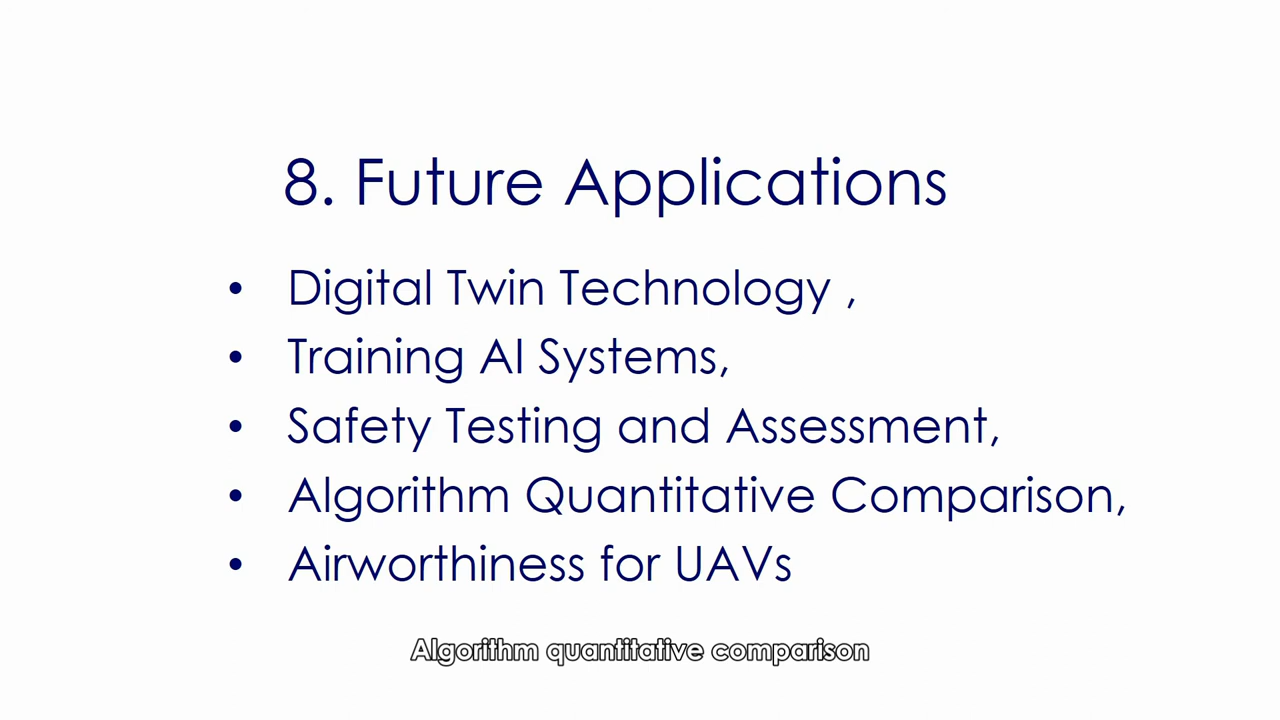 8. Future Applications
• Digital Twin Technology ,
• Training AI Systems,
• Safety Testing and Assessment,
• Algorithm Quantitative Comparison,
• Airworthiness for UAVs
Algorithm quantitative comparison